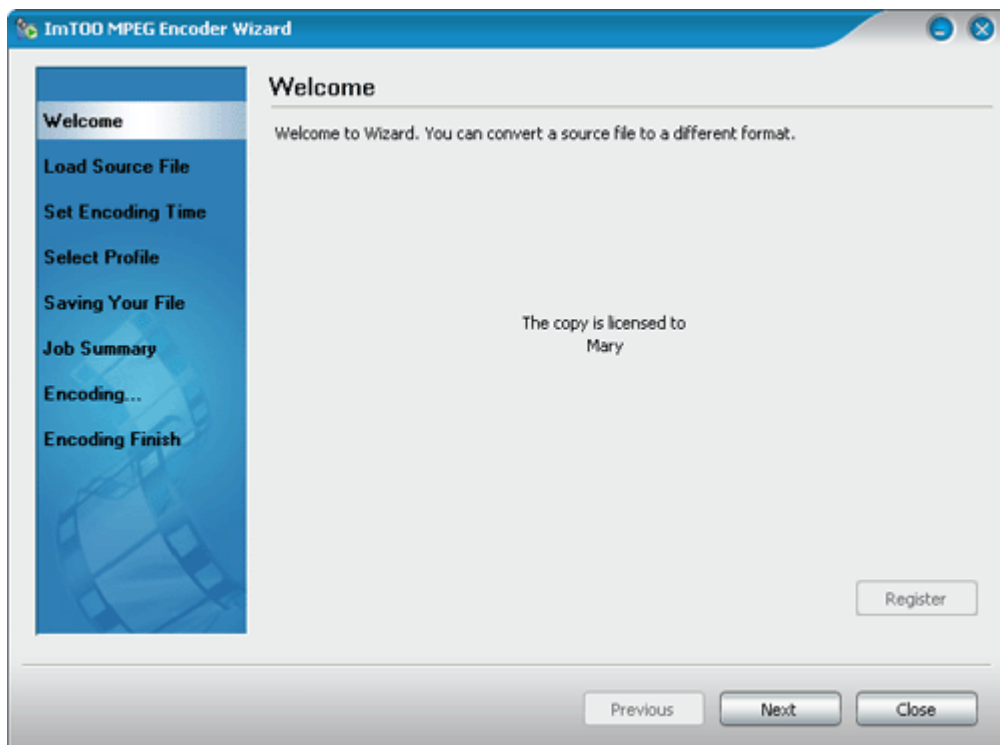 ImTOO MPEG Encoder Wizard
Welcome
Load Source File
Set Encoding Time
Select Profile
Saving Your File
Job Summary
Encoding...
Encoding Finish
Welcome
Welcome to Wizard. You can convert a source file to a different format.
The copy is licensed to
Mary
Register
Previous
Next
Close